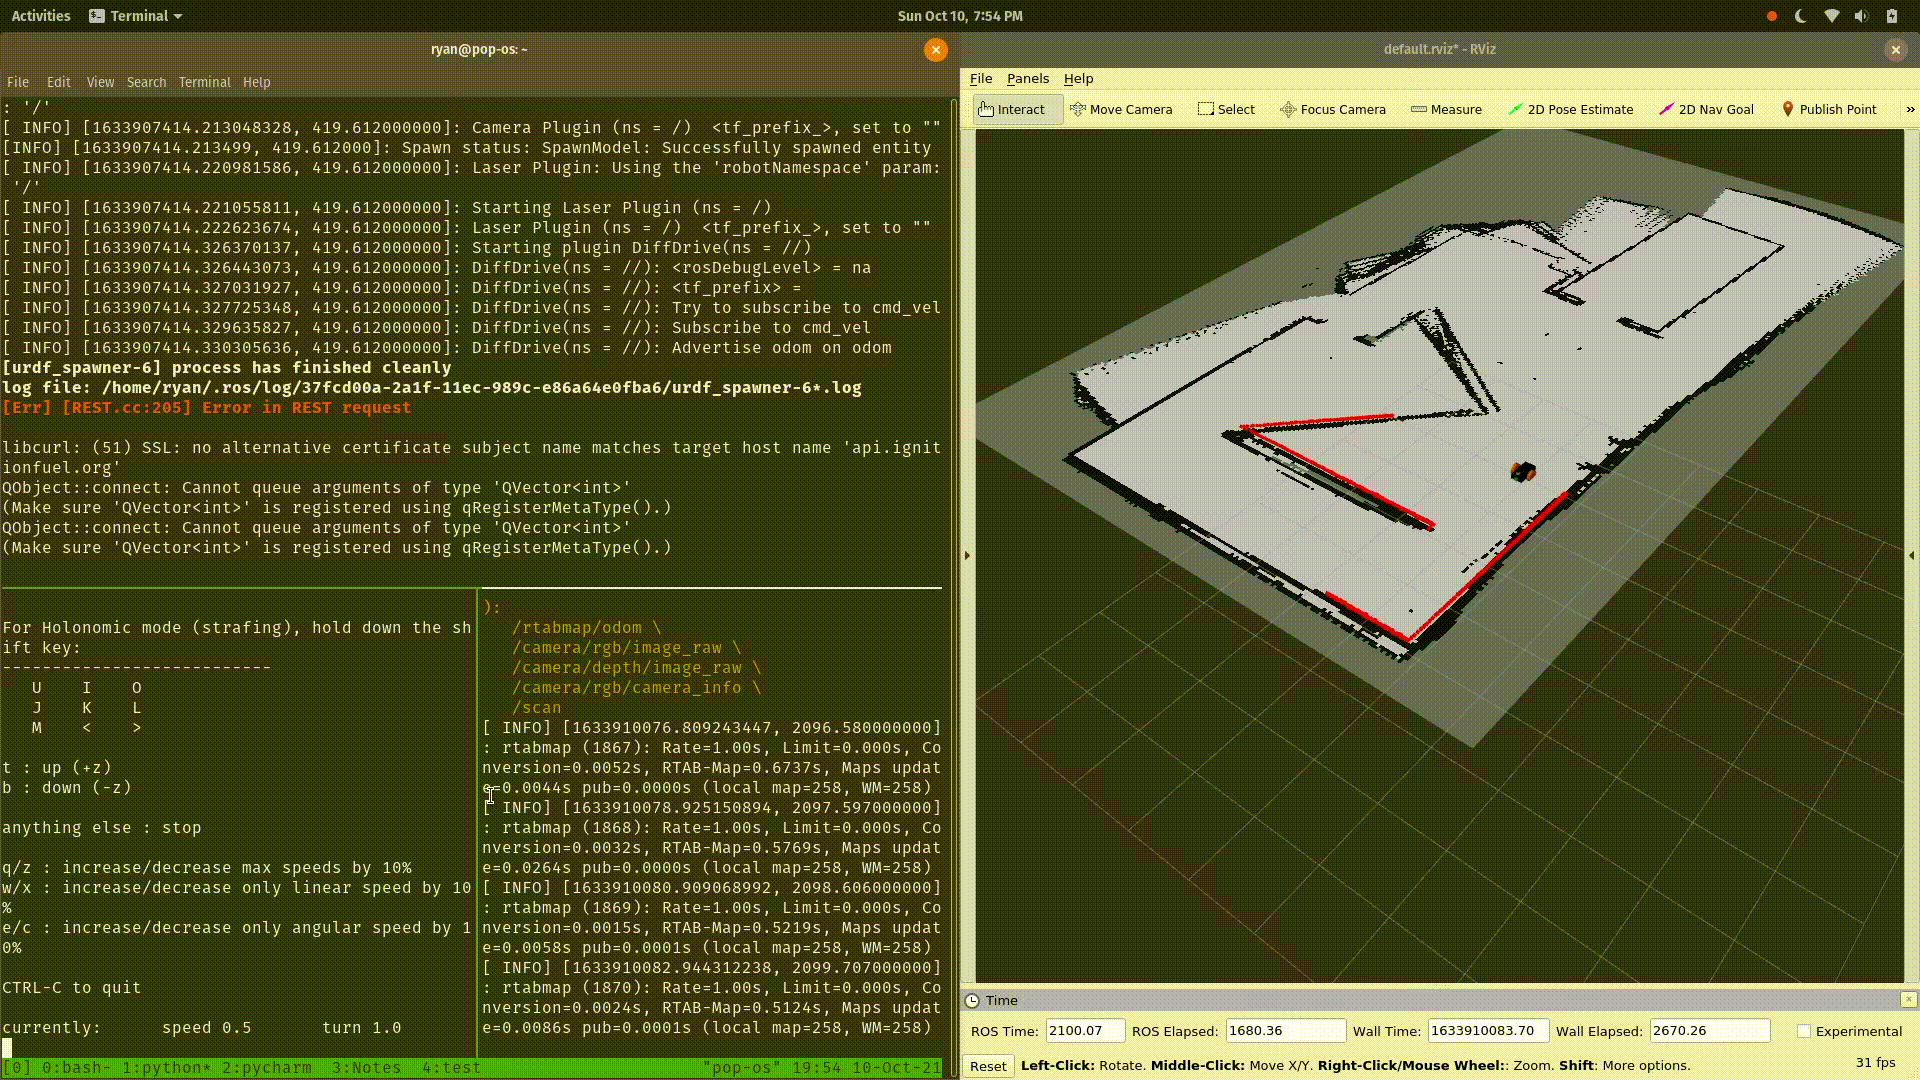 Activities Terminal Sun Oct 10, 7:54 PM
ryan@pop-os: ~
File Edit View Search Terminal Help
: '/'
[ INFO] [1633907414.213048328, 419.612000000]: Camera Plugin (ns = /)  <tf_prefix_>, set to ""
[INFO] [1633907414.213499, 419.612000]: Spawn status: SpawnModel: Successfully spawned entity
[ INFO] [1633907414.220981586, 419.612000000]: Laser Plugin: Using the 'robotNamespace' param:
'/'
[ INFO] [1633907414.221055811, 419.612000000]: Starting Laser Plugin (ns = /)
[ INFO] [1633907414.222623674, 419.612000000]: Laser Plugin (ns = /)  <tf_prefix_>, set to ""
[ INFO] [1633907414.326370137, 419.612000000]: Starting plugin DiffDrive(ns = //)
[ INFO] [1633907414.326443073, 419.612000000]: DiffDrive(ns = //): <rosDebugLevel> = na
[ INFO] [1633907414.327031927, 419.612000000]: DiffDrive(ns = //): <tf_prefix> =
[ INFO] [1633907414.327725348, 419.612000000]: DiffDrive(ns = //): Try to subscribe to cmd_vel
[ INFO] [1633907414.329635827, 419.612000000]: DiffDrive(ns = //): Subscribe to cmd_vel
[ INFO] [1633907414.330305636, 419.612000000]: DiffDrive(ns = //): Advertise odom on odom
[urdf_spawner-6] process has finished cleanly
log file: /home/ryan/.ros/log/37fcd00a-2a1f-11ec-989c-e86a64e0fba6/urdf_spawner-6*.log
[Err] [REST.cc:205] Error in REST request
libcurl: (51) SSL: no alternative certificate subject name matches target host name 'api.ignit
ionfuel.org'
QObject::connect: Cannot queue arguments of type 'QVector<int>'
(Make sure 'QVector<int>' is registered using qRegisterMetaType().)
QObject::connect: Cannot queue arguments of type 'QVector<int>'
(Make sure 'QVector<int>' is registered using qRegisterMetaType().)
For Holonomic mode (strafing), hold down the sh
ift key:
---------------------------
U I O
J K L
M < >
t : up (+z)
b : down (-z)
anything else : stop
q/z : increase/decrease max speeds by 10%
w/x : increase/decrease only linear speed by 10
%
e/c : increase/decrease only angular speed by 1
0%
CTRL-C to quit
currently: speed 0.5 turn 1.0
):
/rtabmap/odom \
/camera/rgb/image_raw \
/camera/depth/image_raw \
/camera/rgb/camera_info \
/scan
[ INFO] [1633910076.809243447, 2096.580000000]
: rtabmap (1867): Rate=1.00s, Limit=0.000s, Co
nversion=0.0052s, RTAB-Map=0.6737s, Maps updat
e=0.0044s pub=0.0000s (local map=258, WM=258)
[ INFO] [1633910078.925150894, 2097.597000000]
: rtabmap (1868): Rate=1.00s, Limit=0.000s, Co
nversion=0.0032s, RTAB-Map=0.5769s, Maps updat
e=0.0264s pub=0.0000s (local map=258, WM=258)
[ INFO] [1633910080.909068992, 2098.606000000]
: rtabmap (1869): Rate=1.00s, Limit=0.000s, Co
nversion=0.0015s, RTAB-Map=0.5219s, Maps updat
e=0.0058s pub=0.0001s (local map=258, WM=258)
[ INFO] [1633910082.944312238, 2099.707000000]
: rtabmap (1870): Rate=1.00s, Limit=0.000s, Co
nversion=0.0024s, RTAB-Map=0.5124s, Maps updat
e=0.0086s pub=0.0001s (local map=258, WM=258)
[0] 0:bash- 1:python* 2:pycharm  3:Notes  4:test "pop-os" 19:54 10-Oct-21
default.rviz* - RViz
File Panels Help
Interact Move Camera Select Focus Camera Measure 2D Pose Estimate 2D Nav Goal Publish Point »
Time
ROS Time: 2100.07 ROS Elapsed: 1680.36 Wall Time: 1633910083.70 Wall Elapsed: 2670.26 Experimental
Reset Left-Click: Rotate. Middle-Click: Move X/Y. Right-Click/Mouse Wheel:: Zoom. Shift: More options. 31 fps